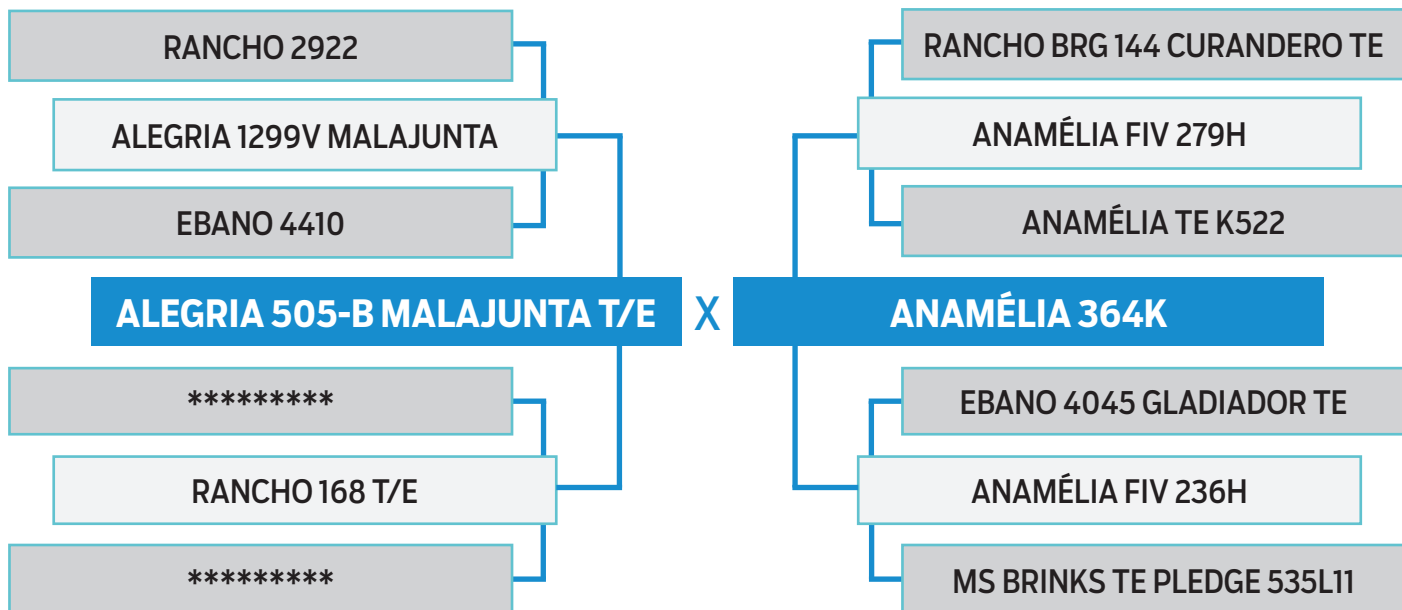 RANCHO 2922
ALEGRIA 1299V MALAJUNTA
EBANO 4410
ALEGRIA 505-B MALAJUNTA T/E
*********
RANCHO 168 T/E
*********
X
RANCHO BRG 144 CURANDERO TE
ANAMÉLIA FIV 279H
ANAMÉLIA TE K522
ANAMÉLIA 364K
EBANO 4045 GLADIADOR TE
ANAMÉLIA FIV 236H
MS BRINKS TE PLEDGE 535L11